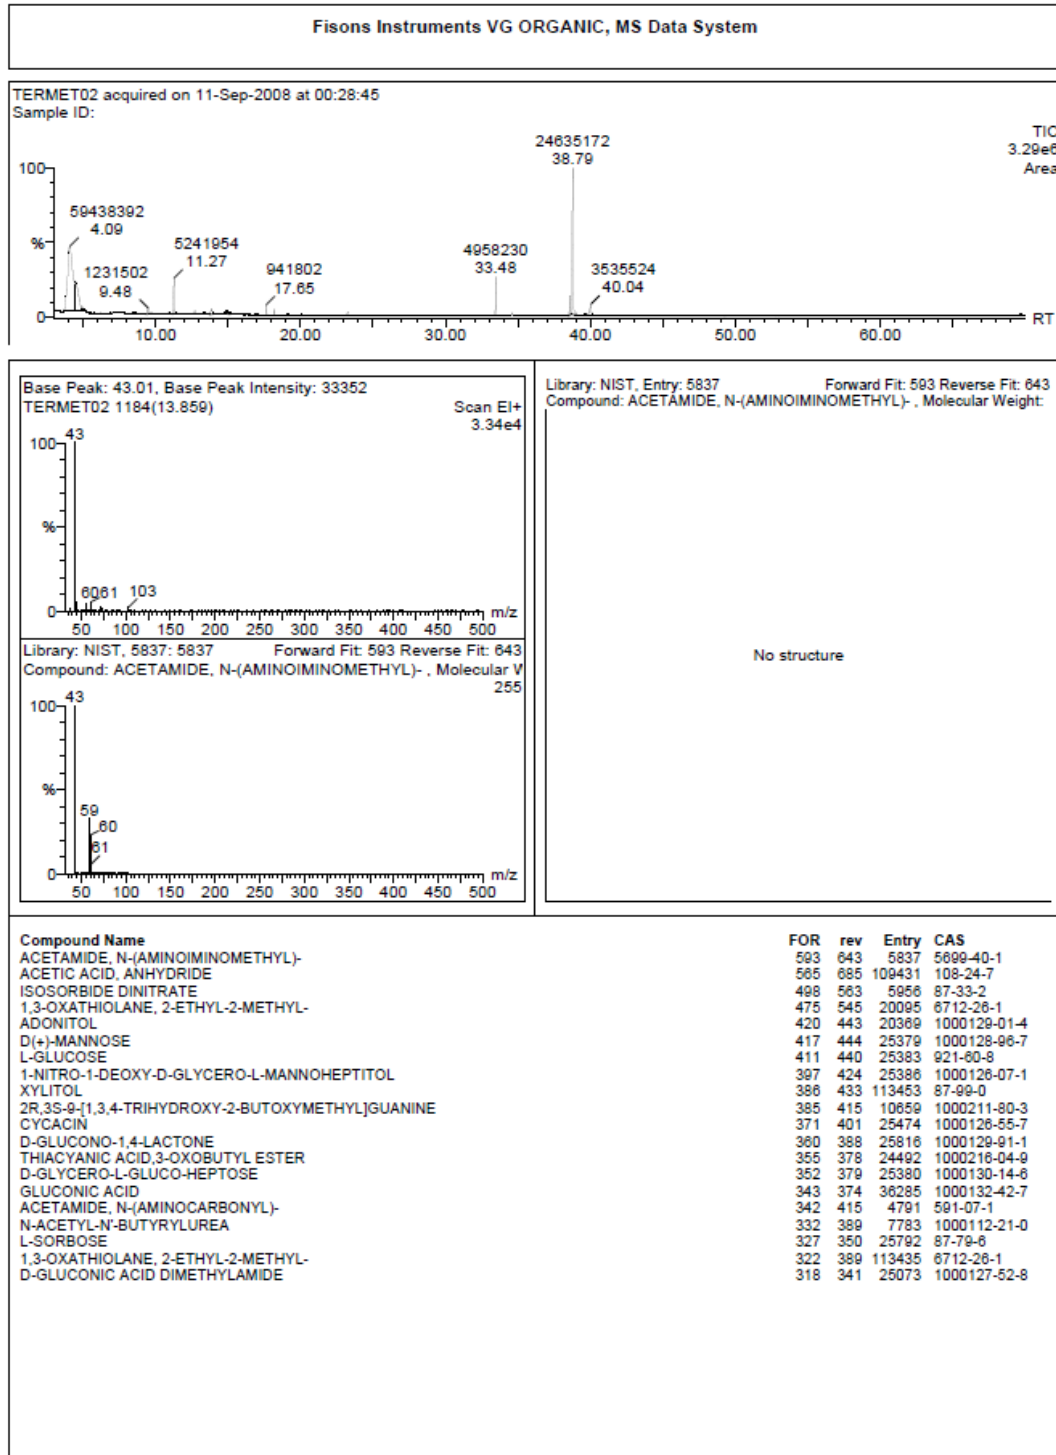 Fisons Instruments VG ORGANIC, MS Data System
TERMET02 acquired on 11-Sep-2008 at 00:28:45
Sample ID:
TIC
3.29e6
Area
24635172
38.79
100
59438392
4.09
%
5241954
11.27
1231502
9.48
941802
17.65
4958230
33.48
3535524
40.04
0
10.00 20.00 30.00 40.00 50.00 60.00 RT
Base Peak: 43.01, Base Peak Intensity: 33352
TERMET02 1184(13.859) Scan EI+
3.34e4
43
100
%
60 61 103
0
50 100 150 200 250 300 350 400 450 500 m/z
Library: NIST, 5837: 5837 Forward Fit: 593 Reverse Fit: 643
Compound: ACETAMIDE, N-(AMINOIMINOMETHYL)- , Molecular W
255
43
100
%
59
60
61
0
50 100 150 200 250 300 350 400 450 500 m/z
Library: NIST, Entry: 5837 Forward Fit: 593 Reverse Fit: 643
Compound: ACETAMIDE, N-(AMINOIMINOMETHYL)- , Molecular Weight:
No structure
Compound Name FOR rev Entry CAS
ACETAMIDE, N-(AMINOIMINOMETHYL)- 593 643 5837 5699-40-1
ACETIC ACID, ANHYDRIDE 565 685 109431 108-24-7
ISOSORBIDE DINITRATE 498 563 5956 87-33-2
1,3-OXATHIOLANE, 2-ETHYL-2-METHYL- 475 545 20095 6712-26-1
ADONITOL 420 443 20369 1000129-01-4
D(+)-MANNOSE 417 444 25379 1000128-96-7
L-GLUCOSE 411 440 25383 921-60-8
1-NITRO-1-DEOXY-D-GLYCERO-L-MANNOHEPTITOL 397 424 25386 1000126-07-1
XYLITOL 386 433 113453 87-99-0
2R,3S-9-[1,3,4-TRIHYDROXY-2-BUTOXYMETHYL]GUANINE 385 415 10659 1000211-80-3
CYCACIN 371 401 25474 1000126-55-7
D-GLUCONO-1,4-LACTONE 360 388 25816 1000129-91-1
THIACYANIC ACID,3-OXOBUTYL ESTER 355 378 24492 1000216-04-9
D-GLYCERO-L-GLUCO-HEPTOSE 352 379 25380 1000130-14-6
GLUCONIC ACID 343 374 36285 1000132-42-7
ACETAMIDE, N-(AMINOCARBONYL)- 342 415 4791 591-07-1
N-ACETYL-N'-BUTYRYLUREA 332 389 7783 1000112-21-0
L-SORBOSE 327 350 25792 87-79-6
1,3-OXATHIOLANE, 2-ETHYL-2-METHYL- 322 389 113435 6712-26-1
D-GLUCONIC ACID DIMETHYLAMIDE 318 341 25073 1000127-52-8